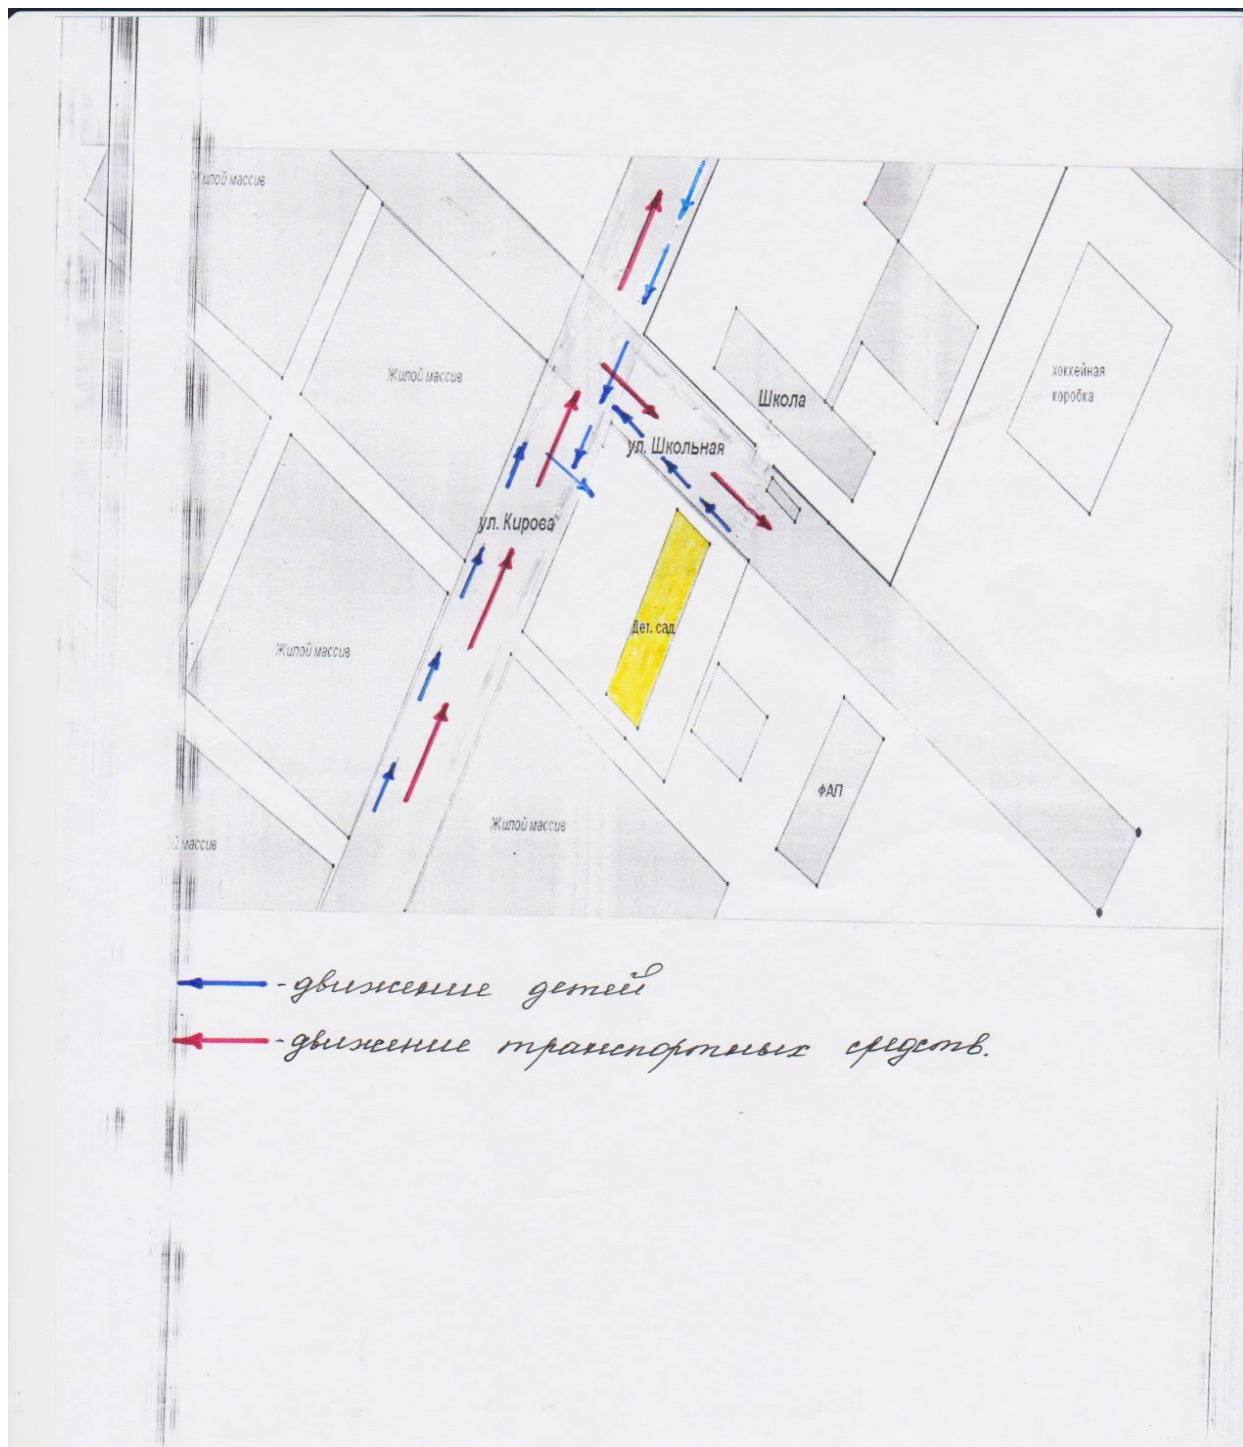 Жилой массив
Жилой массив
Школа
хоккейная
коробка
ул. Школьная
ул. Кирова
Дет. сад
Жилой массив
ФАП
Жилой массив
массив
- движение детей
- движение транспортных средств.